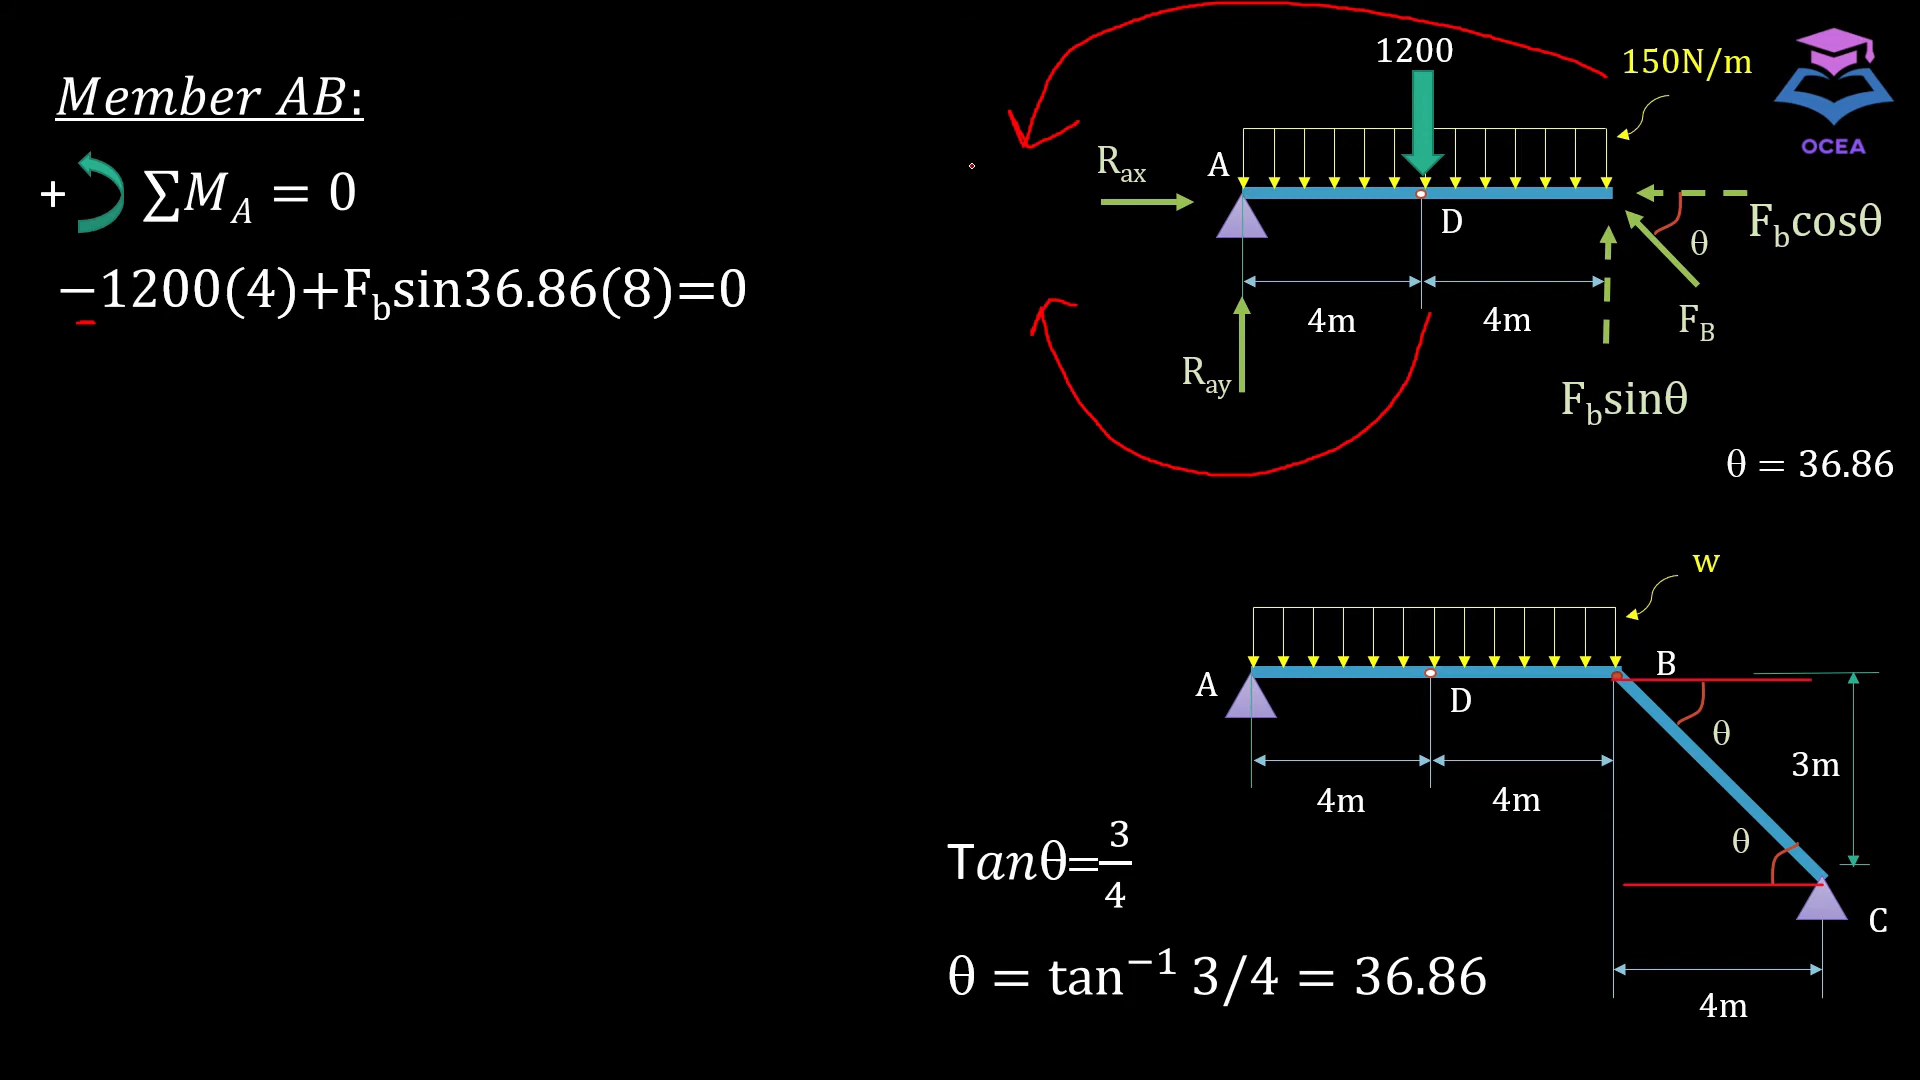 Member AB:
+ ∑M_A = 0
−1200(4)+F_b sin36.86(8)=0
1200
150N/m
OCEA
R_ax
A
D
F_b cosθ
θ
4m
4m
F_B
R_ay
F_b sinθ
θ = 36.86
w
A
D
B
θ
3m
4m
4m
θ
Tanθ=3/4
C
θ = tan⁻¹ 3/4 = 36.86
4m